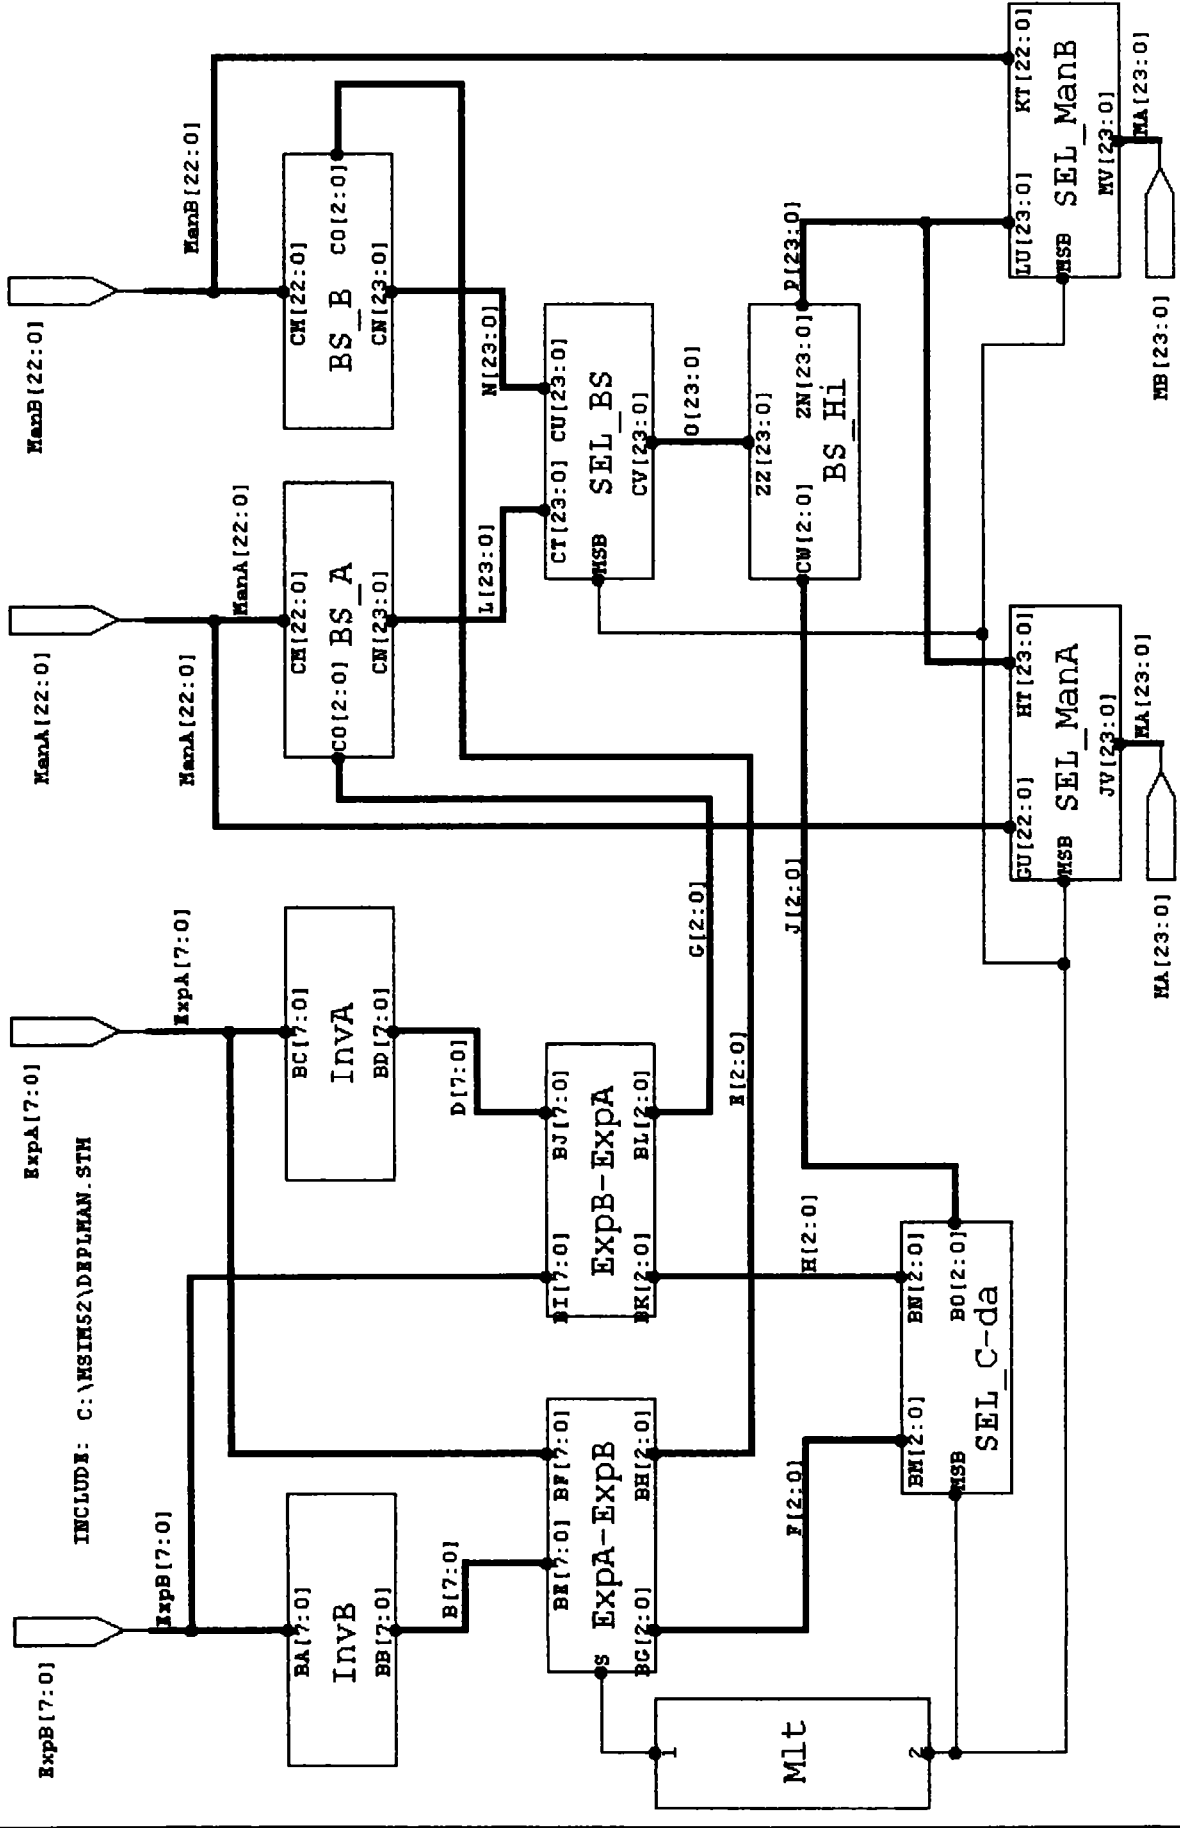 INCLUDE: C:\MSIM52\DEPLMAN.STM
ExpB[7:0]
ExpB[7:0]
BA[7:0]
InvB
BB[7:0]
B[7:0]
ExpA[7:0]
ExpA[7:0]
BC[7:0]
InvA
BD[7:0]
D[7:0]
ManA[22:0]
ManA[22:0]
ManA[22:0]
CM[22:0]
CO[2:0]
BS_A
CN[23:0]
L[23:0]
ManB[22:0]
ManB[22:0]
CM[22:0]
CO[2:0]
BS_B
CN[23:0]
N[23:0]
BE[7:0]
BF[7:0]
S
ExpA-ExpB
BG[2:0]
BH[2:0]
BI[7:0]
BJ[7:0]
ExpB-ExpA
BK[2:0]
BL[2:0]
CT[23:0]
CU[23:0]
MSB
SEL_BS
CV[23:0]
O[23:0]
1
Mlt
2
F[2:0]
H[2:0]
G[2:0]
E[2:0]
J[2:0]
ZZ[23:0]
CW[2:0]
ZN[23:0]
BS_Hi
P[23:0]
BM[2:0]
BN[2:0]
MSB
BO[2:0]
SEL_C-da
GU[22:0]
HT[23:0]
MSB
SEL_ManA
JV[23:0]
MA[23:0]
MA[23:0]
LU[23:0]
KT[22:0]
MSB
SEL_ManB
MV[23:0]
MA[23:0]
MB[23:0]